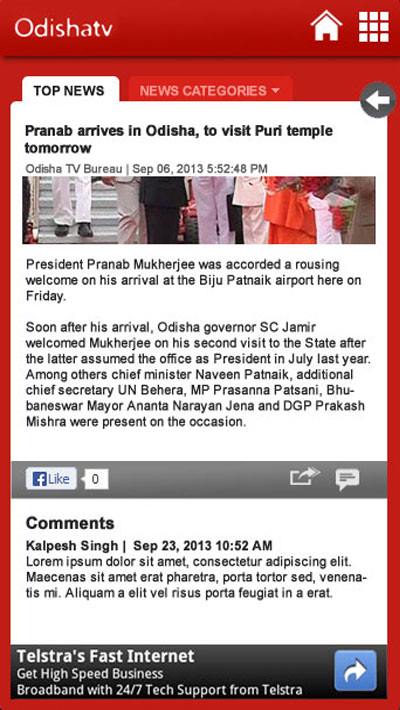 Odishatv
TOP NEWS
NEWS CATEGORIES
Pranab arrives in Odisha, to visit Puri temple
tomorrow
Odisha TV Bureau | Sep 06, 2013 5:52:48 PM
President Pranab Mukherjee was accorded a rousing
welcome on his arrival at the Biju Patnaik airport here on
Friday.
Soon after his arrival, Odisha governor SC Jamir
welcomed Mukherjee on his second visit to the State after
the latter assumed the office as President in July last year.
Among others chief minister Naveen Patnaik, additional
chief secretary UN Behera, MP Prasanna Patsani, Bhu-
baneswar Mayor Ananta Narayan Jena and DGP Prakash
Mishra were present on the occasion.
f Like 0
Comments
Kalpesh Singh | Sep 23, 2013 10:52 AM
Lorem ipsum dolor sit amet, consectetur adipiscing elit.
Maecenas sit amet erat pharetra, porta tortor sed, venena-
tis mi. Aliquam a elit vel risus porta feugiat in a erat.
Telstra's Fast Internet
Get High Speed Business
Broadband with 24/7 Tech Support from Telstra